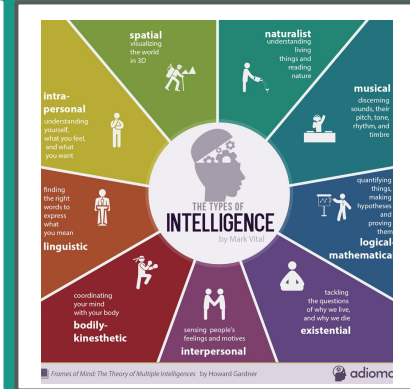 spatial
visualizing
the world
in 3D
naturalist
understanding
living
things and
reading
nature
musical
discerning
sounds, their
pitch, tone,
rhythm, and
timbre
quantifying
things,
making
hypotheses
and
proving
them
logical-
mathematica
tackling
the questions
of why we live,
and why we die
existential
sensing people's
feelings and motives
interpersonal
coordinating
your mind
with your body
bodily-
kinesthetic
finding
the right
words to
express
what
you mean
linguistic
intra-
personal
understanding
yourself,
what you feel,
and what
you want
THE TYPES OF
INTELLIGENCE
by Mark Vital
Frames of Mind: The Theory of Multiple Intelligences by Howard Gardner
adiom